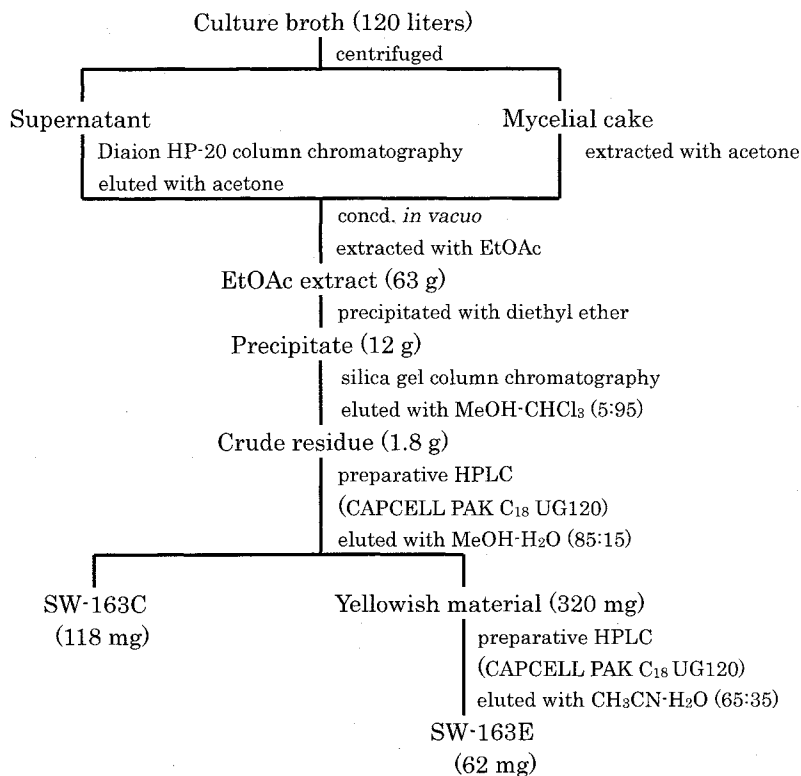 Culture broth (120 liters)
centrifuged
Supernatant
Mycelial cake
Diaion HP-20 column chromatography
eluted with acetone
extracted with acetone
concd. in vacuo
extracted with EtOAc
EtOAc extract (63 g)
precipitated with diethyl ether
Precipitate (12 g)
silica gel column chromatography
eluted with MeOH-CHCl₃ (5:95)
Crude residue (1.8 g)
preparative HPLC
(CAPCELL PAK C₁₈ UG120)
eluted with MeOH-H₂O (85:15)
SW-163C
(118 mg)
Yellowish material (320 mg)
preparative HPLC
(CAPCELL PAK C₁₈ UG120)
eluted with CH₃CN-H₂O (65:35)
SW-163E
(62 mg)